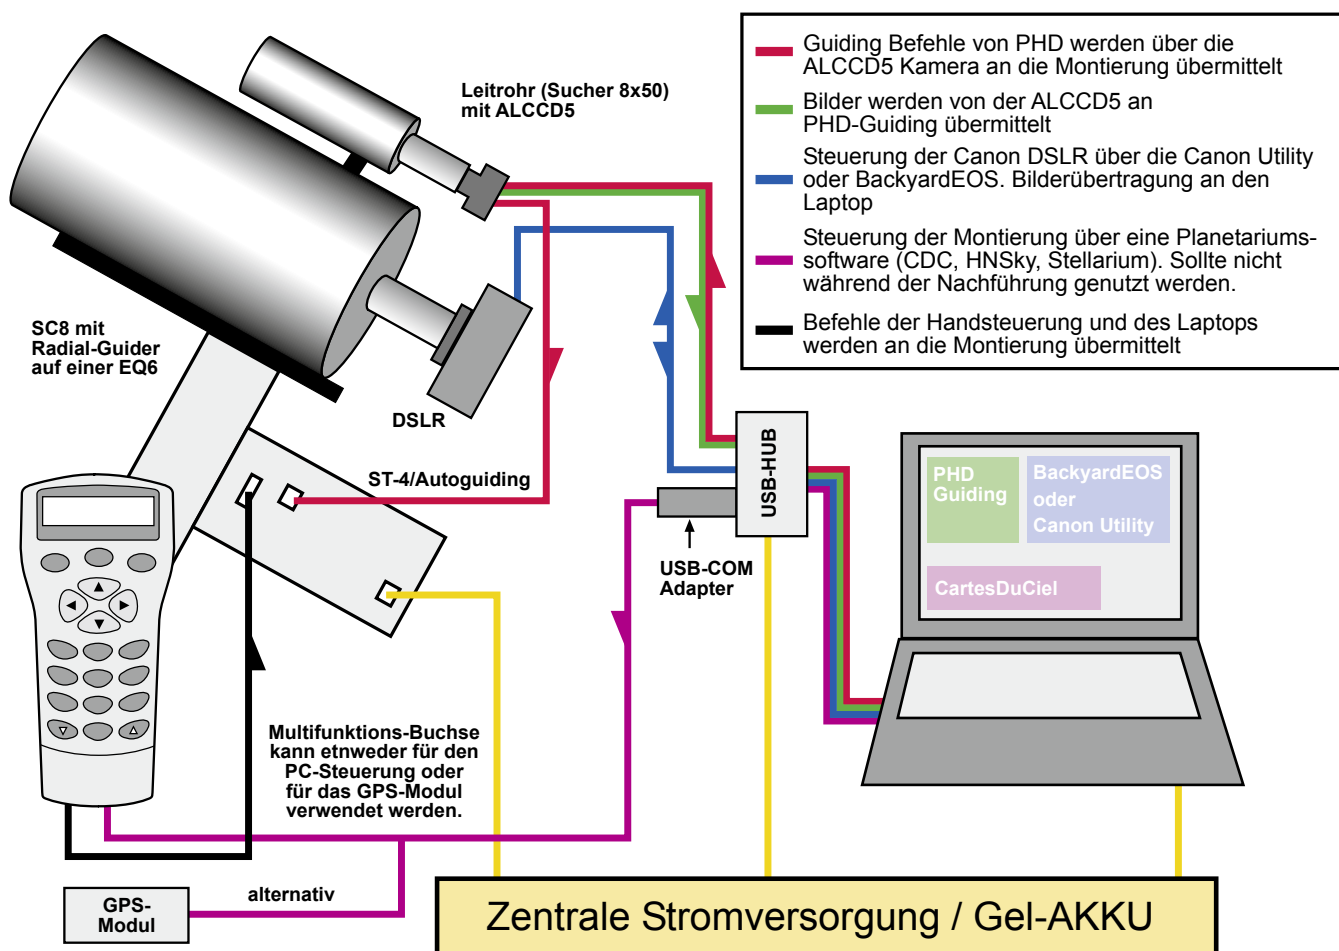 Guiding Befehle von PHD werden über die
ALCCD5 Kamera an die Montierung übermittelt
Bilder werden von der ALCCD5 an
PHD-Guiding übermittelt
Steuerung der Canon DSLR über die Canon Utility
oder BackyardEOS. Bilderübertragung an den
Laptop
Steuerung der Montierung über eine Planetariums-
software (CDC, HNSky, Stellarium). Sollte nicht
während der Nachführung genutzt werden.
Befehle der Handsteuerung und des Laptops
werden an die Montierung übermittelt
Leitrohr (Sucher 8x50)
mit ALCCD5
SC8 mit
Radial-Guider
auf einer EQ6
DSLR
ST-4/Autoguiding
USB-HUB
USB-COM
Adapter
PHD
Guiding
BackyardEOS
oder
Canon Utility
CartesDuCiel
Multifunktions-Buchse
kann etnweder für den
PC-Steuerung oder
für das GPS-Modul
verwendet werden.
alternativ
GPS-
Modul
Zentrale Stromversorgung / Gel-AKKU